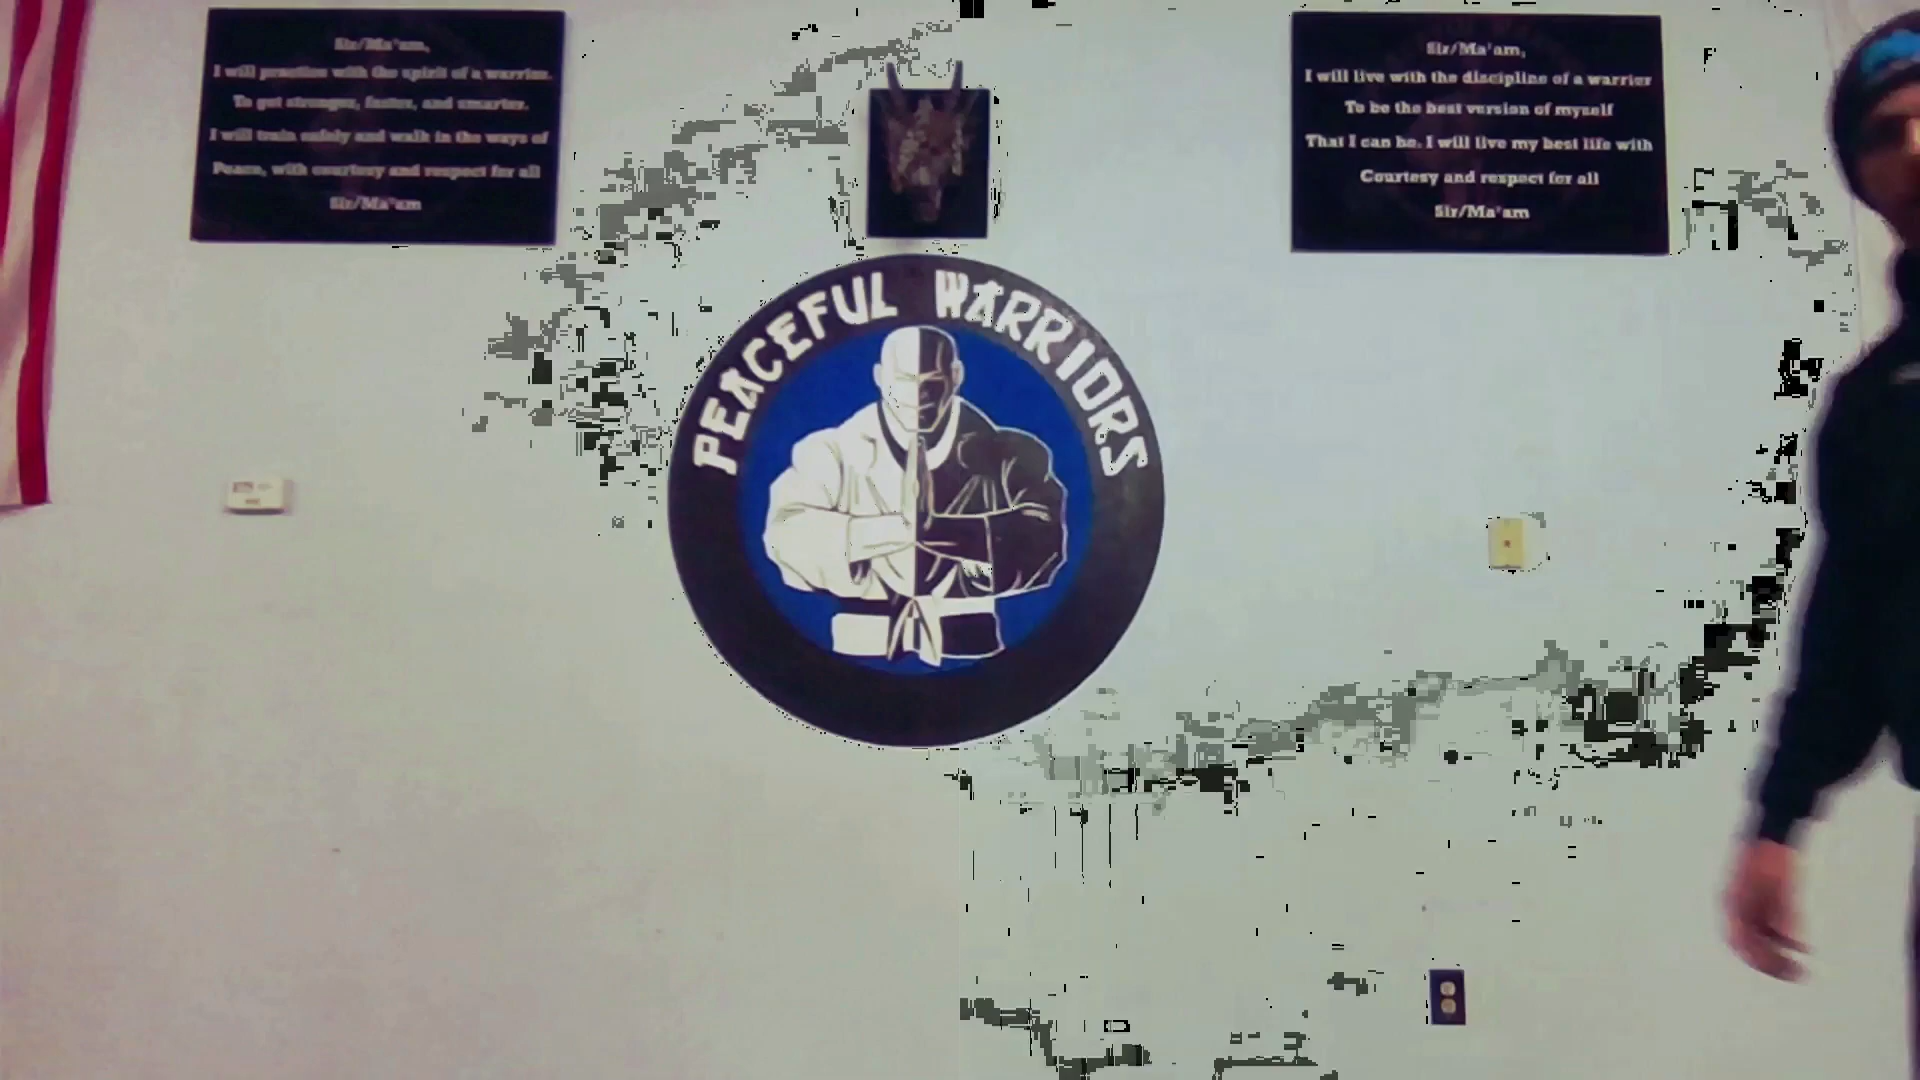 Sir/Ma'am,
I will practice with the spirit of a warrior.
To get stronger, faster, and smarter.
I will train safely and walk in the ways of
Peace, with courtesy and respect for all
Sir/Ma'am
PEACEFUL WARRIORS
Sir/Ma'am,
I will live with the discipline of a warrior
To be the best version of myself
That I can be. I will live my best life with
Courtesy and respect for all
Sir/Ma'am